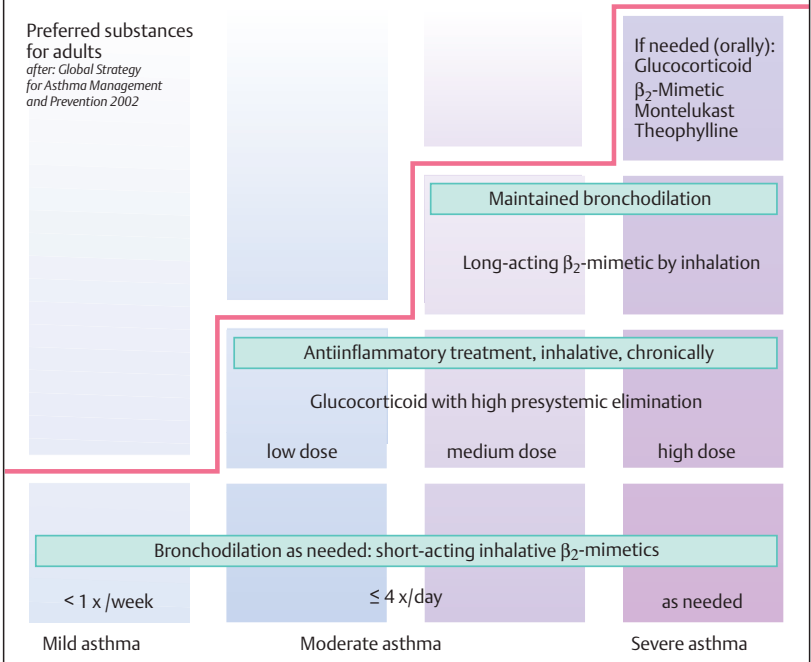 Preferred substances
for adults
after: Global Strategy
for Asthma Management
and Prevention 2002
If needed (orally):
Glucocorticoid
β₂-Mimetic
Montelukast
Theophylline
Maintained bronchodilation
Long-acting β₂-mimetic by inhalation
Antiinflammatory treatment, inhalative, chronically
Glucocorticoid with high presystemic elimination
low dose medium dose high dose
Bronchodilation as needed: short-acting inhalative β₂-mimetics
< 1 x /week ≤ 4 x/day as needed
Mild asthma Moderate asthma Severe asthma